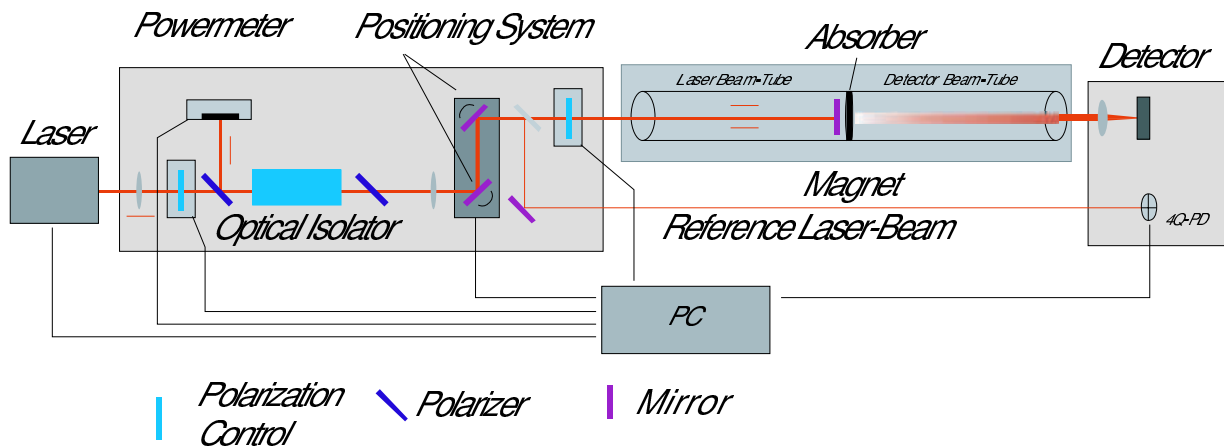 Powermeter
Positioning System
Absorber
Detector
Laser Beam-Tube
Detector Beam-Tube
Laser
Optical Isolator
Magnet
Reference Laser-Beam
4Q-PD
PC
Polarization
Control
Polarizer
Mirror